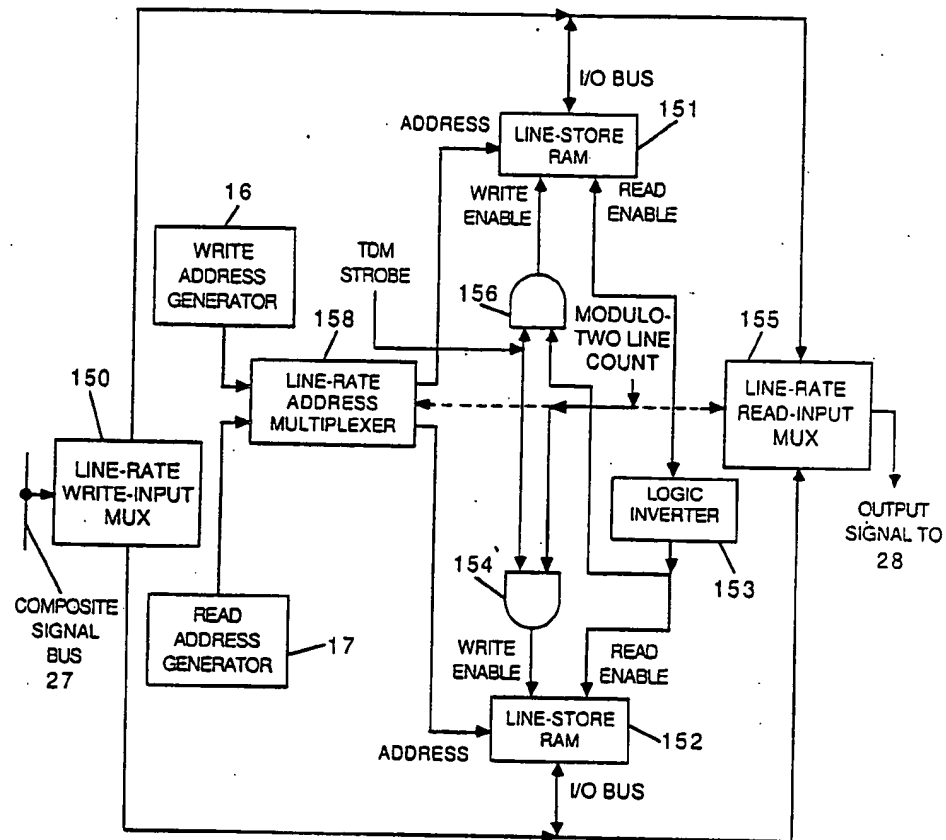 I/O BUS
151
ADDRESS
LINE-STORE
RAM
WRITE
ENABLE
READ
ENABLE
16
WRITE
ADDRESS
GENERATOR
TDM
STROBE
156
MODULO-
TWO LINE
COUNT
158
LINE-RATE
ADDRESS
MULTIPLEXER
155
LINE-RATE
READ-INPUT
MUX
150
LINE-RATE
WRITE-INPUT
MUX
LOGIC
INVERTER
153
OUTPUT
SIGNAL TO
28
154
COMPOSITE
SIGNAL
BUS
27
READ
ADDRESS
GENERATOR
17
WRITE
ENABLE
READ
ENABLE
LINE-STORE
RAM
152
ADDRESS
I/O BUS